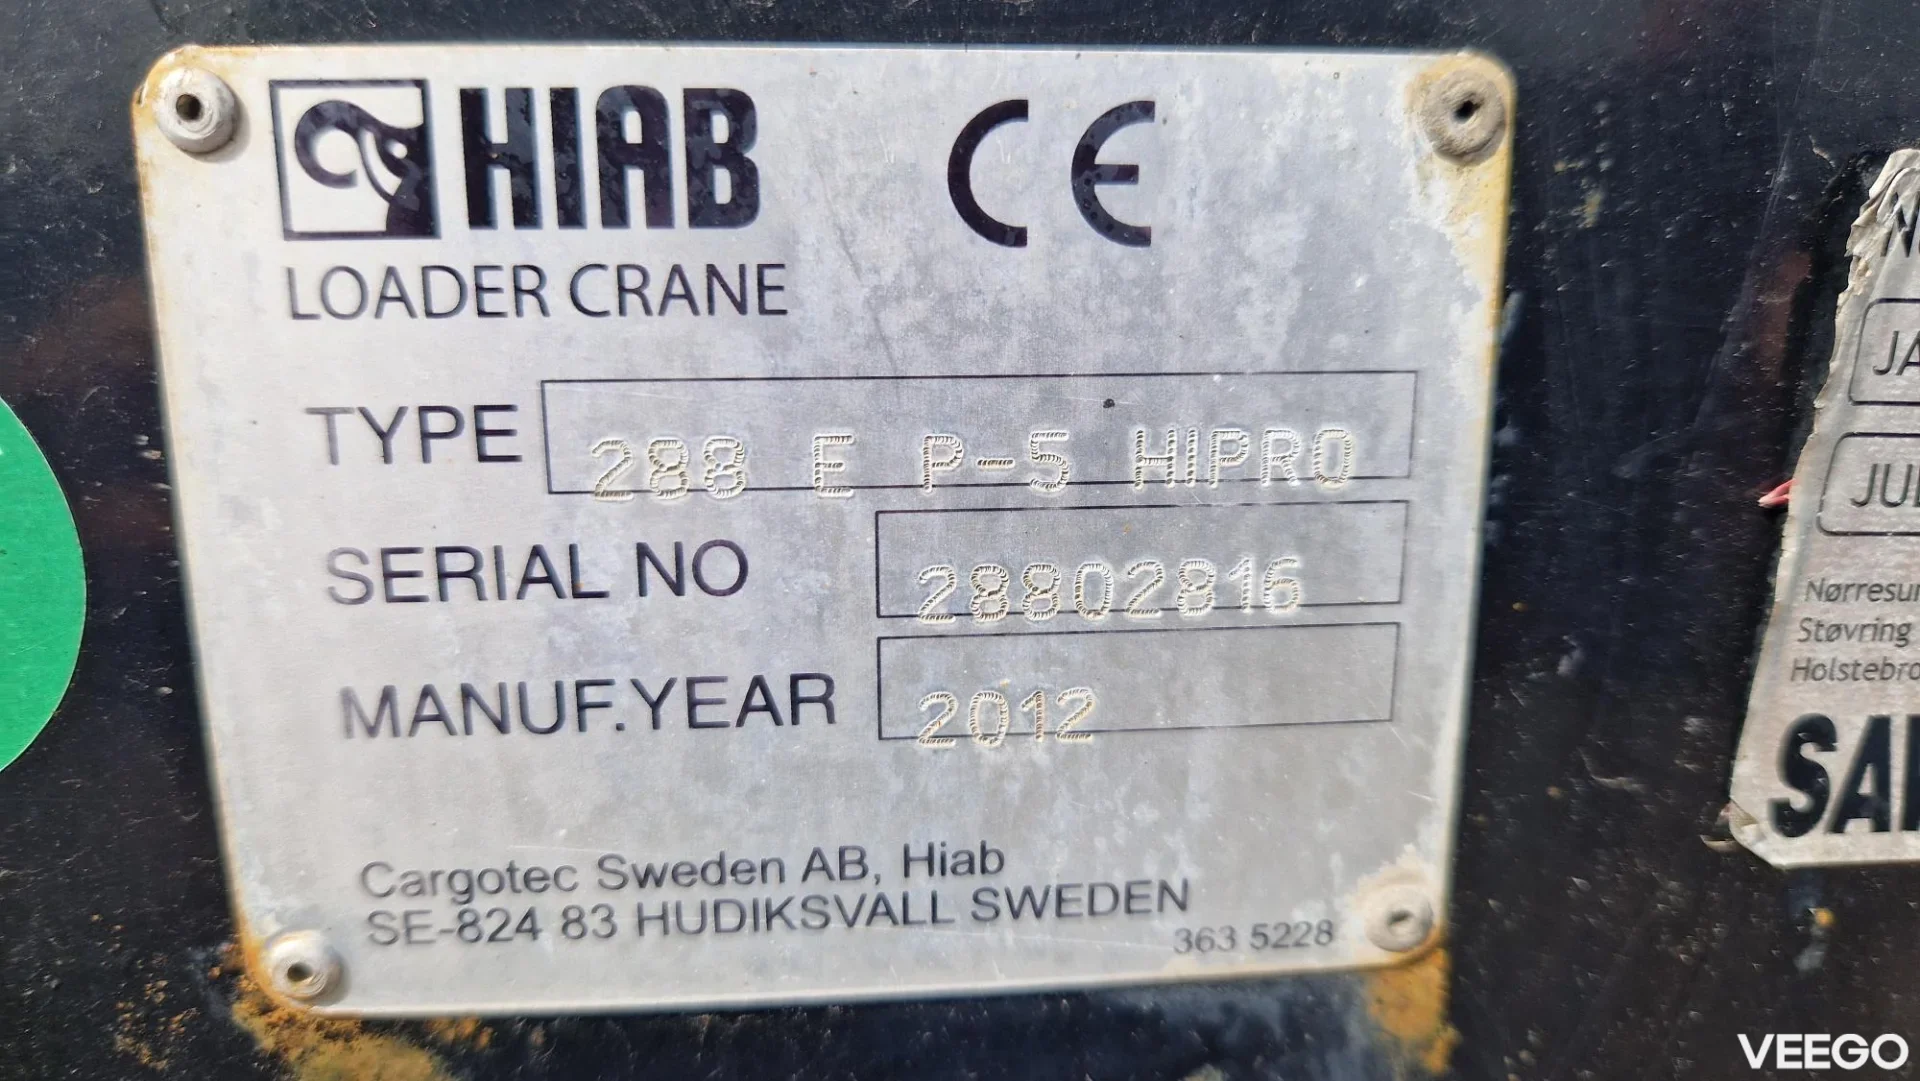 HIAB CE
LOADER CRANE
TYPE 288 E P-5 HIPRO
SERIAL NO 28802816
MANUF.YEAR 2012
Cargotec Sweden AB, Hiab
SE-824 83 HUDIKSVALL SWEDEN
363 5228
JA
Nørresu
Støvring
Holstebro
VEEGO